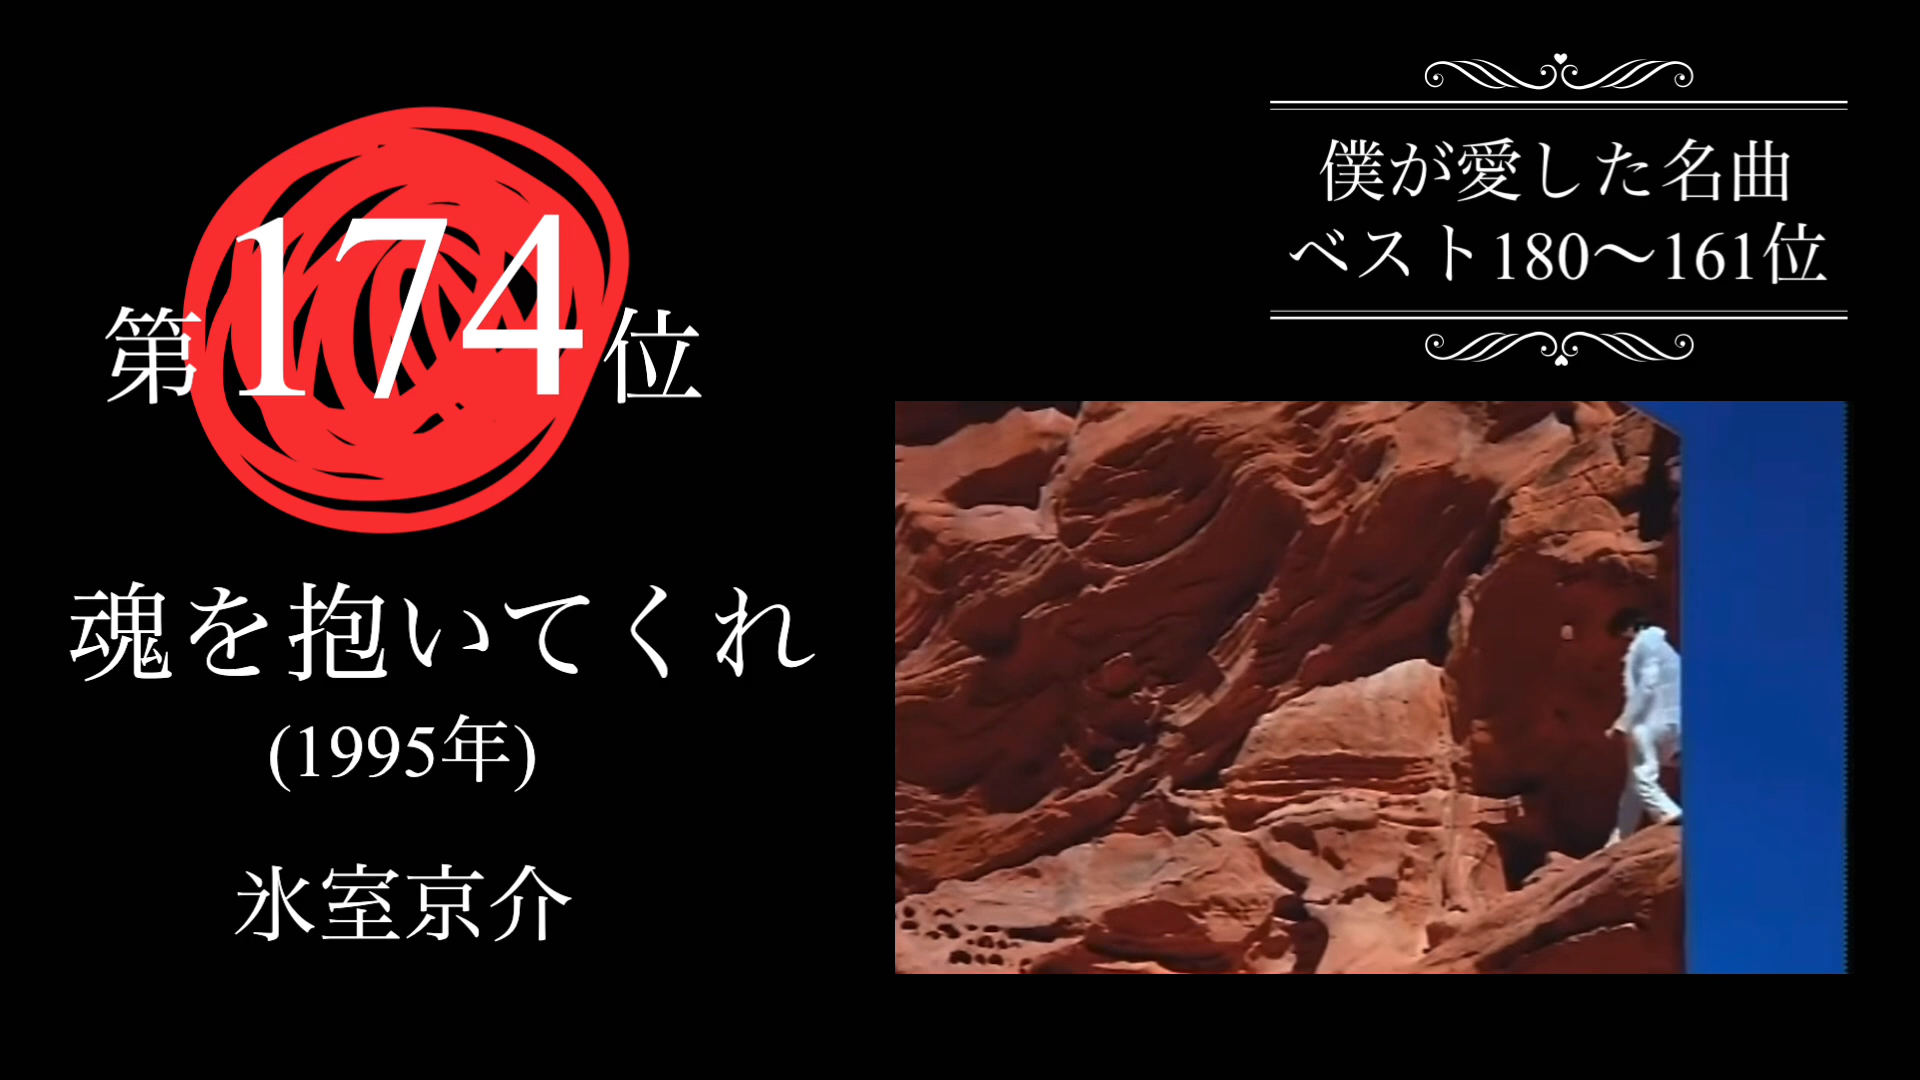 僕が愛した名曲
ベスト180〜161位
第174位
魂を抱いてくれ
(1995年)
氷室京介